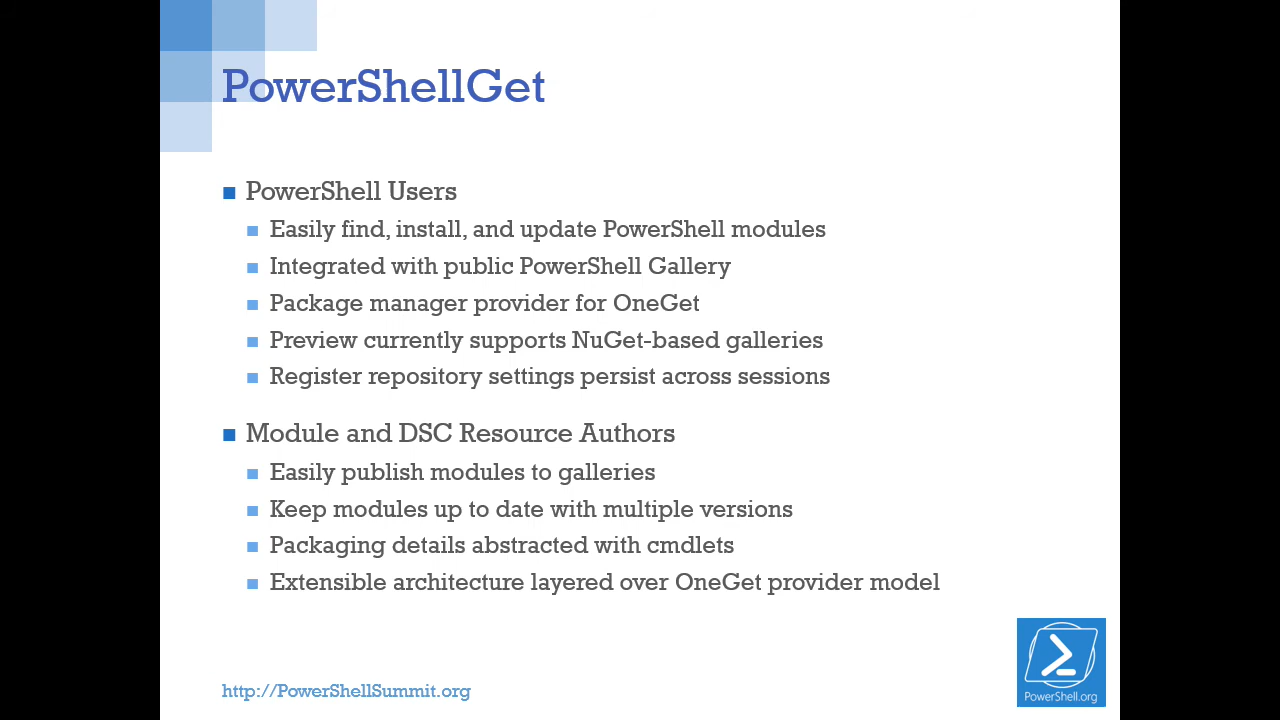 PowerShellGet
PowerShell Users
Easily find, install, and update PowerShell modules
Integrated with public PowerShell Gallery
Package manager provider for OneGet
Preview currently supports NuGet-based galleries
Register repository settings persist across sessions
Module and DSC Resource Authors
Easily publish modules to galleries
Keep modules up to date with multiple versions
Packaging details abstracted with cmdlets
Extensible architecture layered over OneGet provider model
http://PowerShellSummit.org
PowerShell.org